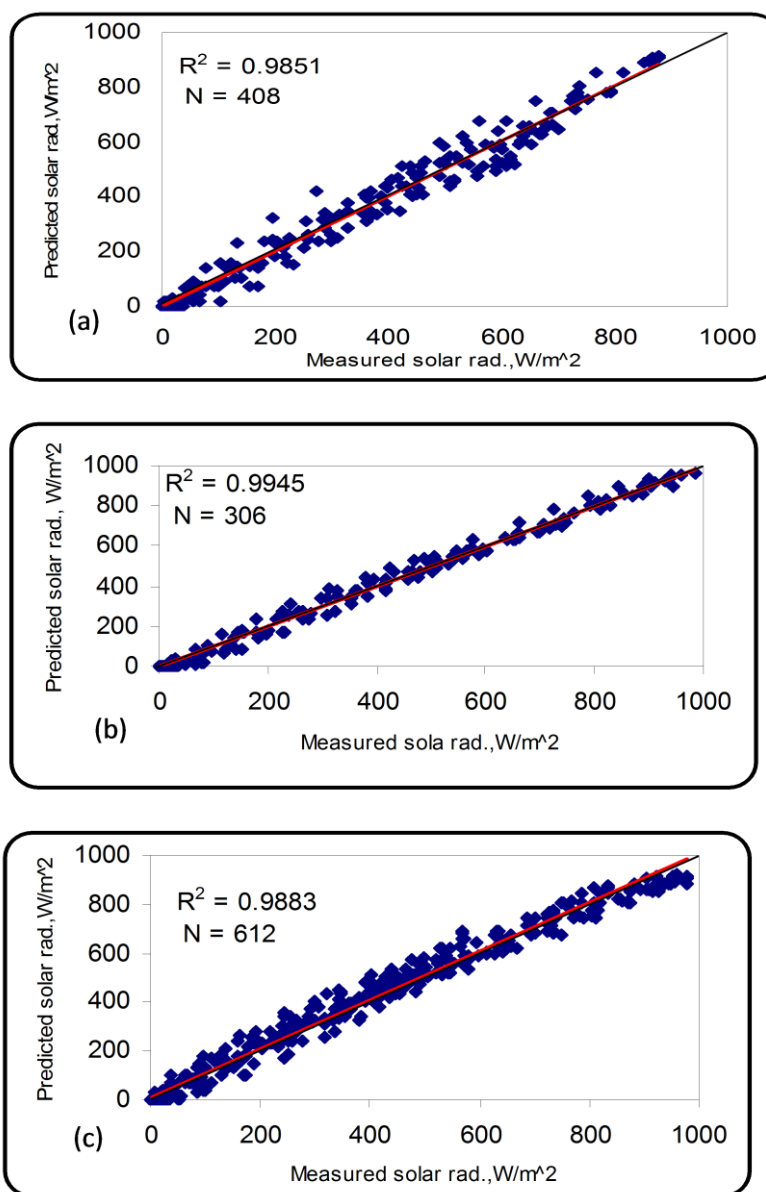 1000
800
600
400
200
0
Predicted solar rad.,W/m^2
R² = 0.9851
N = 408
(a)
0 200 400 600 800 1000
Measured solar rad.,W/m^2
1000
800
600
400
200
0
Predicted solar rad., W/m^2
R² = 0.9945
N = 306
0 200 400 600 800 1000
(b)
Measured sola rad.,W/m^2
1000
800
600
400
200
0
Predicted solar rad.,W/m^2
R² = 0.9883
N = 612
0 200 400 600 800 1000
(c)
Measured solar rad.,W/m^2